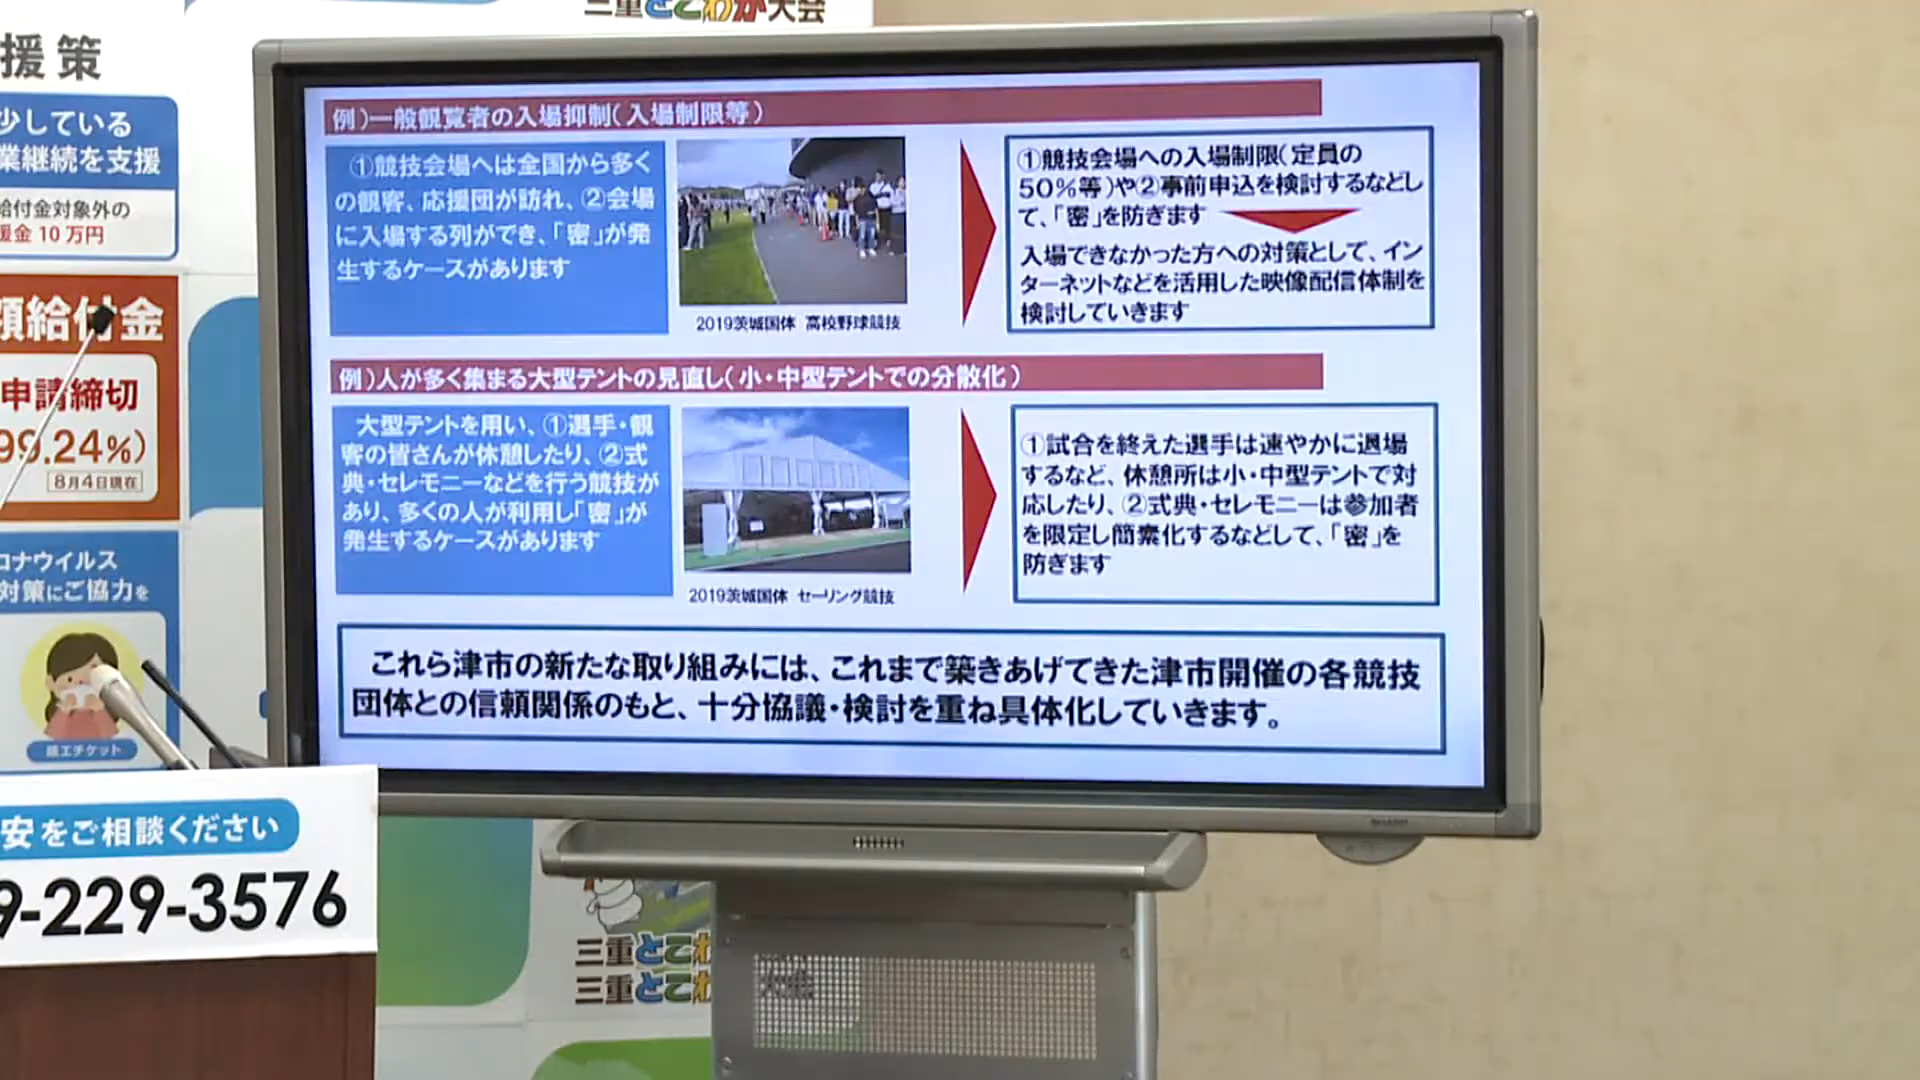 三重とこわか大会
援策
少している
業継続を支援
給付金対象外の
援金10万円
額給付金
申請締切
99.24%)
8月4日現在
コロナウイルス
対策にご協力を
咳エチケット
安をご相談ください
9-229-3576
例)一般観覧者の入場抑制(入場制限等)
①競技会場へは全国から多く
の観客、応援団が訪れ、②会場
に入場する列ができ、「密」が発
生するケースがあります
2019茨城国体 高校野球競技
①競技会場への入場制限(定員の
50%等)や②事前申込を検討するなどし
て、「密」を防ぎます
入場できなかった方への対策として、イン
ターネットなどを活用した映像配信体制を
検討していきます
例)人が多く集まる大型テントの見直し(小・中型テントでの分散化)
大型テントを用い、①選手・観
客の皆さんが休憩したり、②式
典・セレモニーなどを行う競技が
あり、多くの人が利用し「密」が
発生するケースがあります
2019茨城国体 セーリング競技
①試合を終えた選手は速やかに退場
するなど、休憩所は小・中型テントで対
応したり、②式典・セレモニーは参加者
を限定し簡素化するなどして、「密」を
防ぎます
これら津市の新たな取り組みには、これまで築きあげてきた津市開催の各競技
団体との信頼関係のもと、十分協議・検討を重ね具体化していきます。
SHARP
三重とこわ
三重とこわ